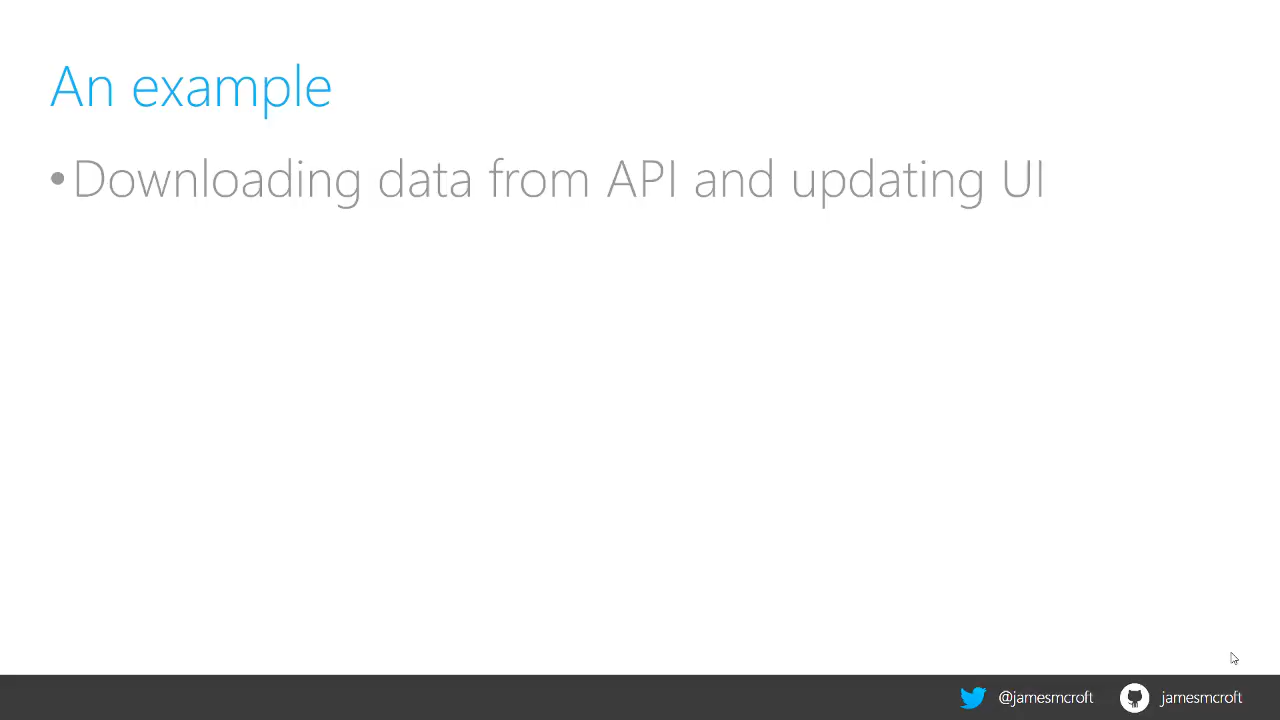 An example
•Downloading data from API and updating UI
@jamesmcroft jamesmcroft